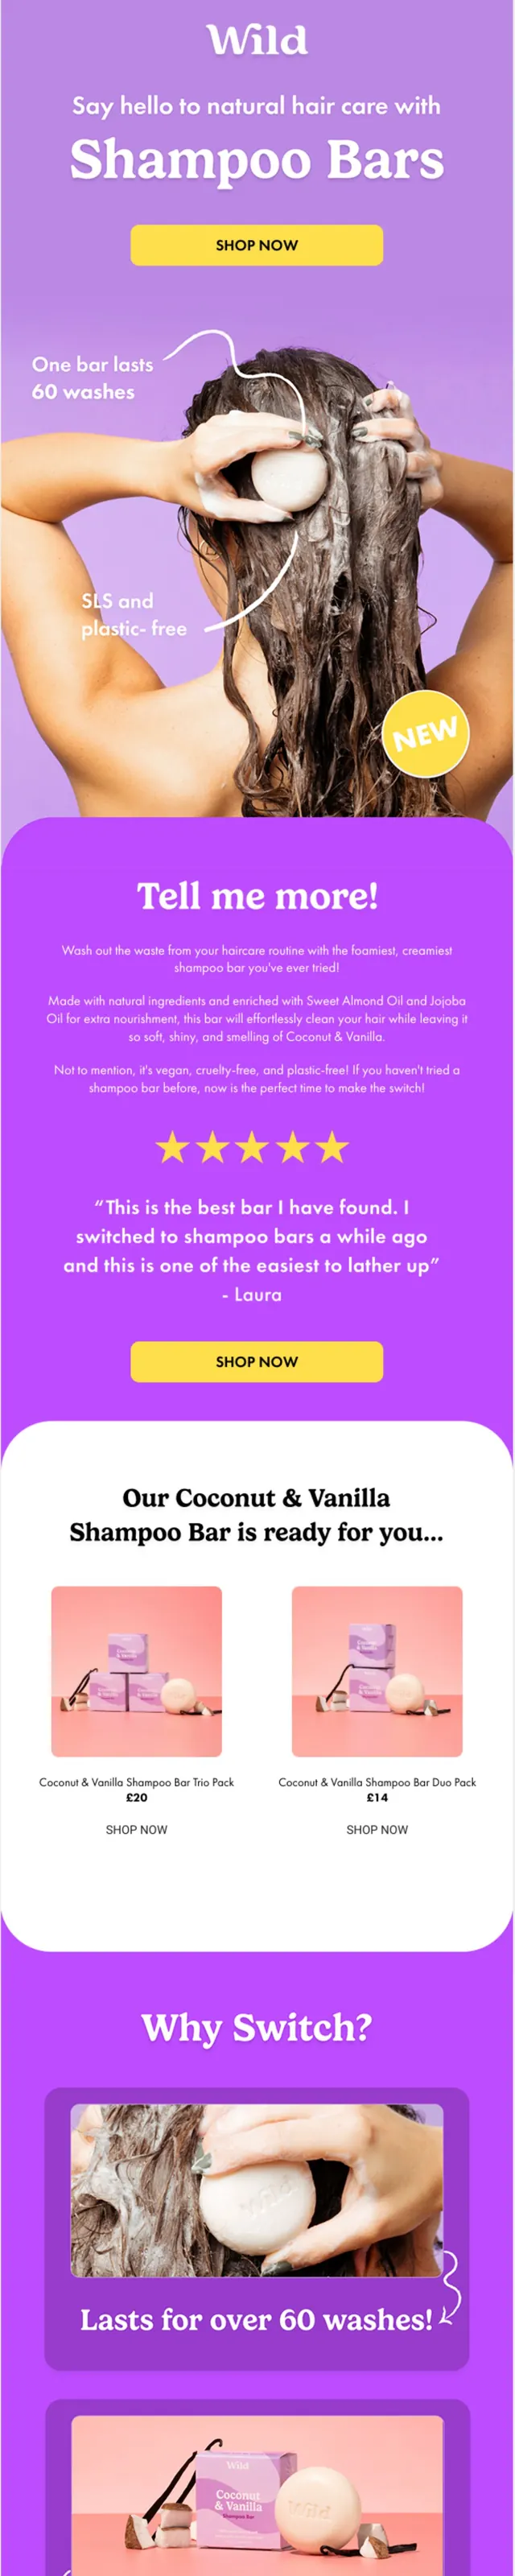 Wild
Say hello to natural hair care with
Shampoo Bars
SHOP NOW
One bar lasts
60 washes
SLS and
plastic- free
NEW
Tell me more!
Wash out the waste from your haircare routine with the foamiest, creamiest
shampoo bar you've ever tried!
Made with natural ingredients and enriched with Sweet Almond Oil and Jojoba
Oil for extra nourishment, this bar will effortlessly clean your hair while leaving it
so soft, shiny, and smelling of Coconut & Vanilla.
Not to mention, it's vegan, cruelty-free, and plastic-free! If you haven't tried a
shampoo bar before, now is the perfect time to make the switch!
“This is the best bar I have found. I
switched to shampoo bars a while ago
and this is one of the easiest to lather up”
- Laura
SHOP NOW
Our Coconut & Vanilla
Shampoo Bar is ready for you...
Coconut & Vanilla Shampoo Bar Trio Pack
£20
SHOP NOW
Coconut & Vanilla Shampoo Bar Duo Pack
£14
SHOP NOW
Why Switch?
Wild
Lasts for over 60 washes!
Wild
Coconut
& Vanilla
Shampoo Bar
Wild